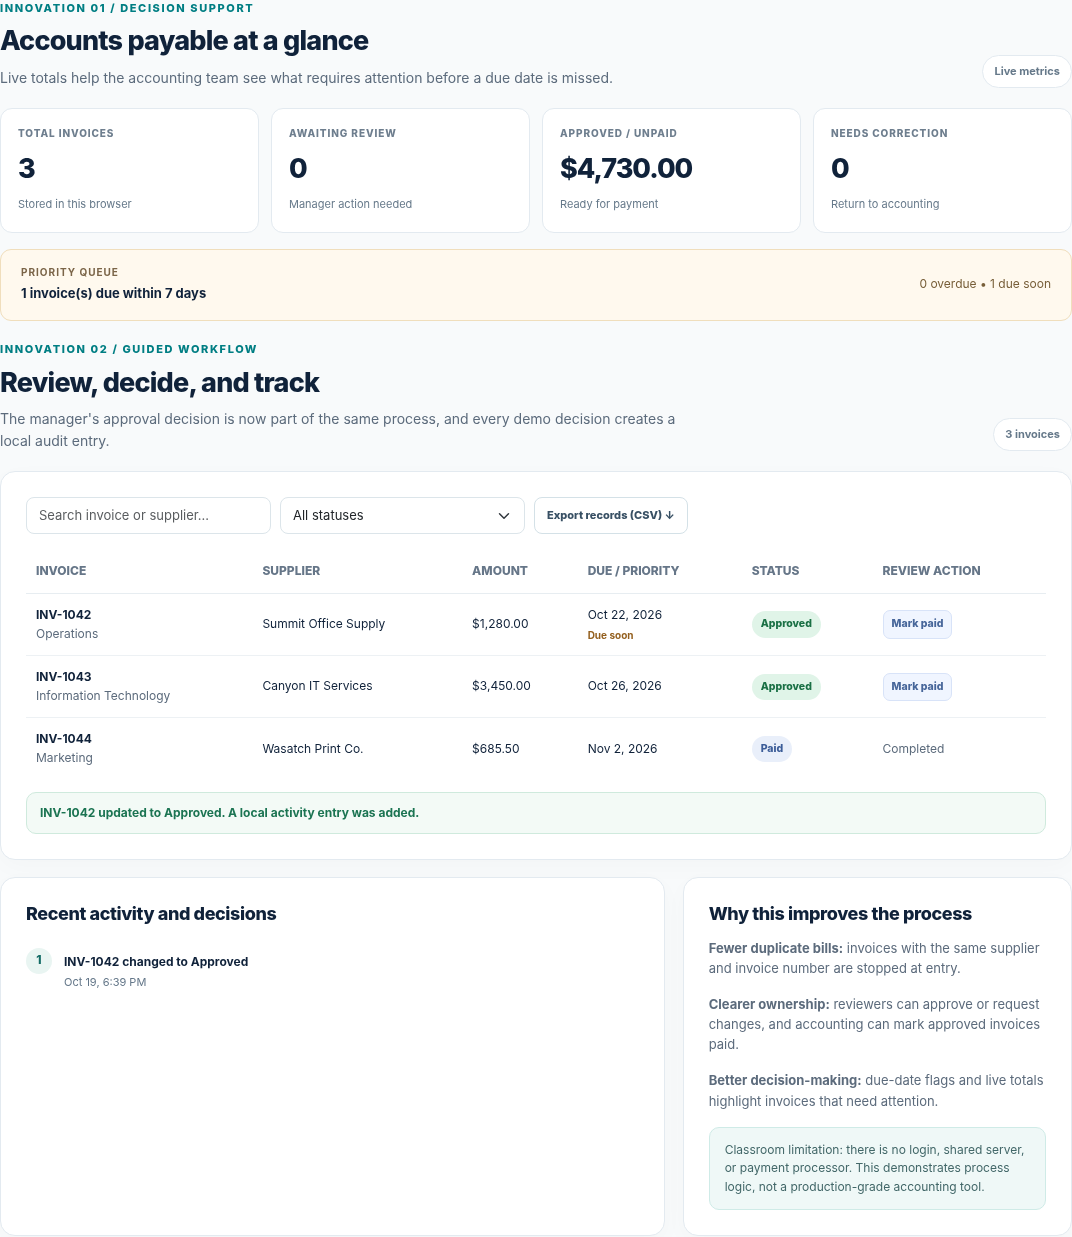 INNOVATION 01 / DECISION SUPPORT
Accounts payable at a glance
Live totals help the accounting team see what requires attention before a due date is missed.
Live metrics
TOTAL INVOICES
3
Stored in this browser
AWAITING REVIEW
0
Manager action needed
APPROVED / UNPAID
$4,730.00
Ready for payment
NEEDS CORRECTION
0
Return to accounting
PRIORITY QUEUE
1 invoice(s) due within 7 days
0 overdue • 1 due soon
INNOVATION 02 / GUIDED WORKFLOW
Review, decide, and track
The manager's approval decision is now part of the same process, and every demo decision creates a
local audit entry.
3 invoices
Search invoice or supplier...
All statuses
Export records (CSV) ↓
INVOICE SUPPLIER AMOUNT DUE / PRIORITY STATUS REVIEW ACTION
INV-1042
Operations
Summit Office Supply
$1,280.00
Oct 22, 2026
Due soon
Approved
Mark paid
INV-1043
Information Technology
Canyon IT Services
$3,450.00
Oct 26, 2026
Approved
Mark paid
INV-1044
Marketing
Wasatch Print Co.
$685.50
Nov 2, 2026
Paid
Completed
INV-1042 updated to Approved. A local activity entry was added.
Recent activity and decisions
1
INV-1042 changed to Approved
Oct 19, 6:39 PM
Why this improves the process
Fewer duplicate bills: invoices with the same supplier
and invoice number are stopped at entry.
Clearer ownership: reviewers can approve or request
changes, and accounting can mark approved invoices
paid.
Better decision-making: due-date flags and live totals
highlight invoices that need attention.
Classroom limitation: there is no login, shared server,
or payment processor. This demonstrates process
logic, not a production-grade accounting tool.